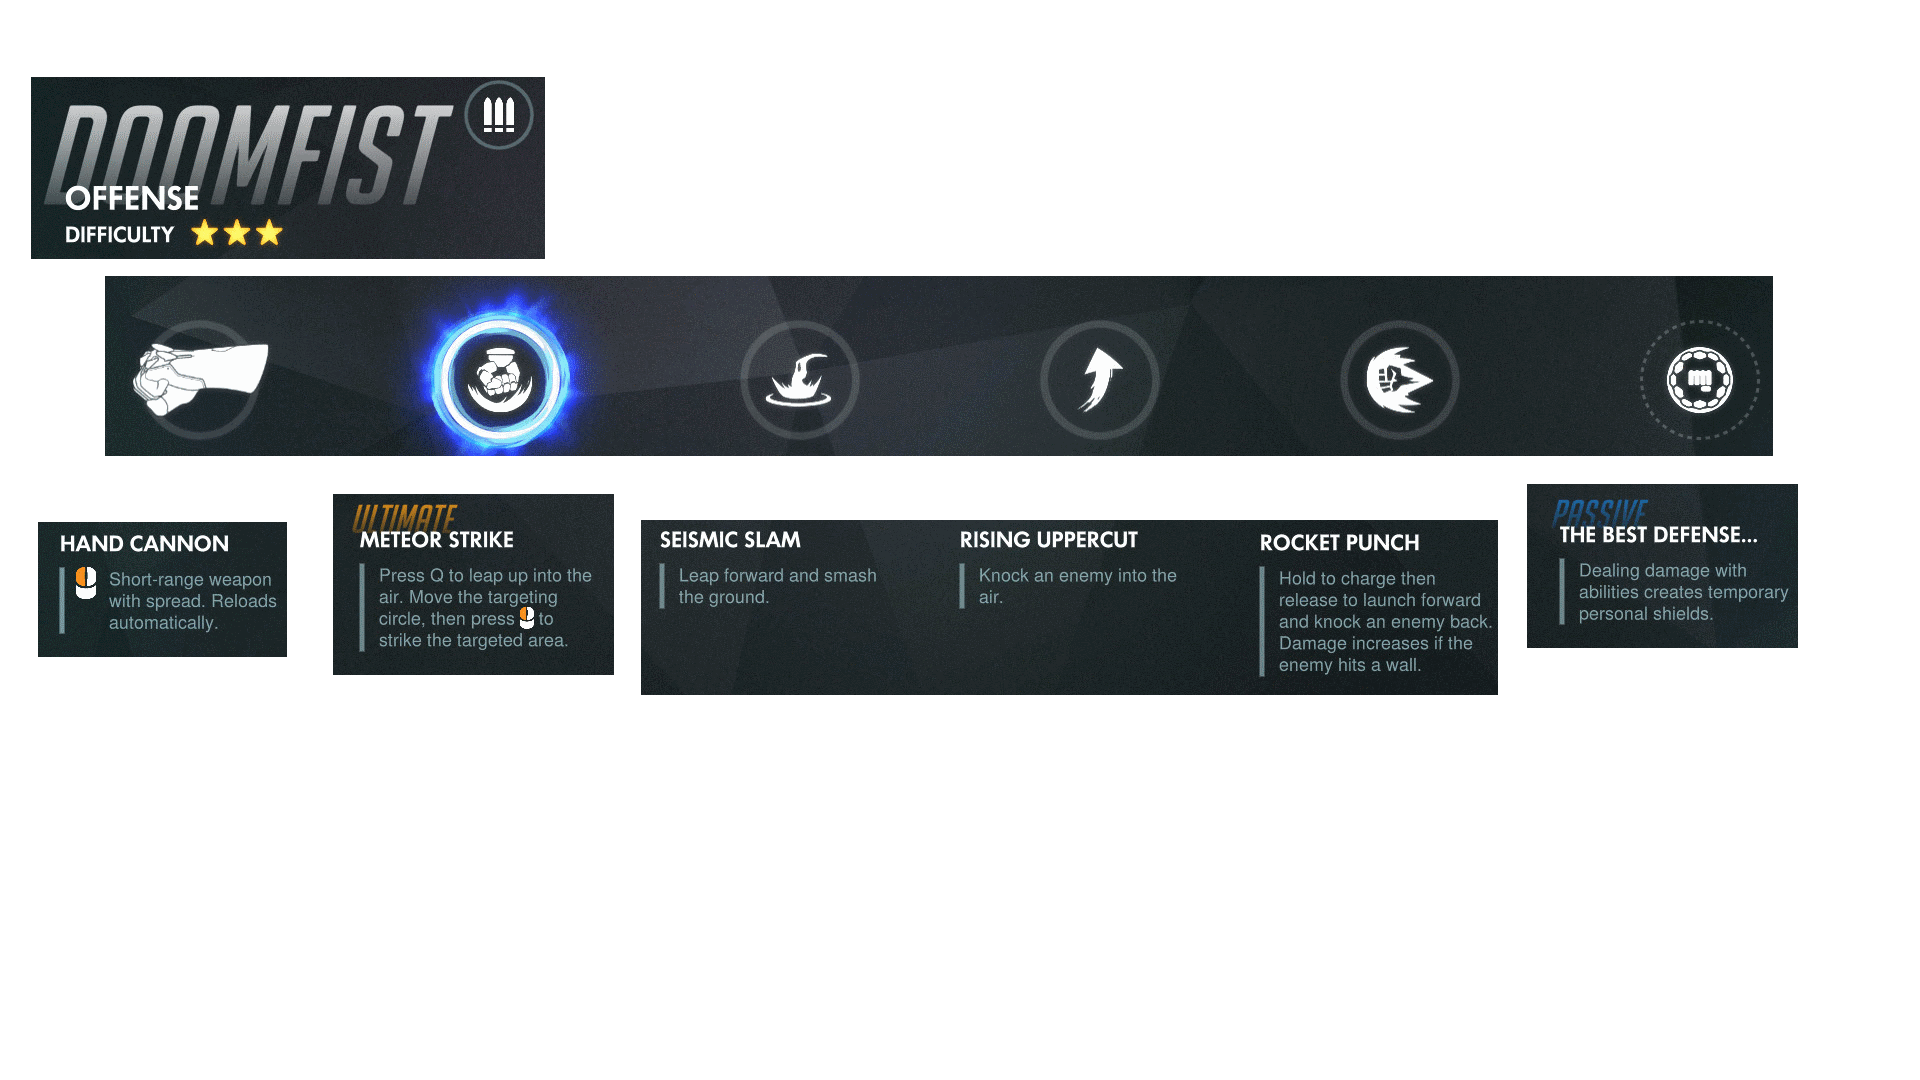 DOOMFIST
OFFENSE
DIFFICULTY
HAND CANNON
Short-range weapon
with spread. Reloads
automatically.
ULTIMATE
METEOR STRIKE
Press Q to leap up into the
air. Move the targeting
circle, then press to
strike the targeted area.
SEISMIC SLAM
Leap forward and smash
the ground.
RISING UPPERCUT
Knock an enemy into the
air.
ROCKET PUNCH
Hold to charge then
release to launch forward
and knock an enemy back.
Damage increases if the
enemy hits a wall.
PASSIVE
THE BEST DEFENSE...
Dealing damage with
abilities creates temporary
personal shields.